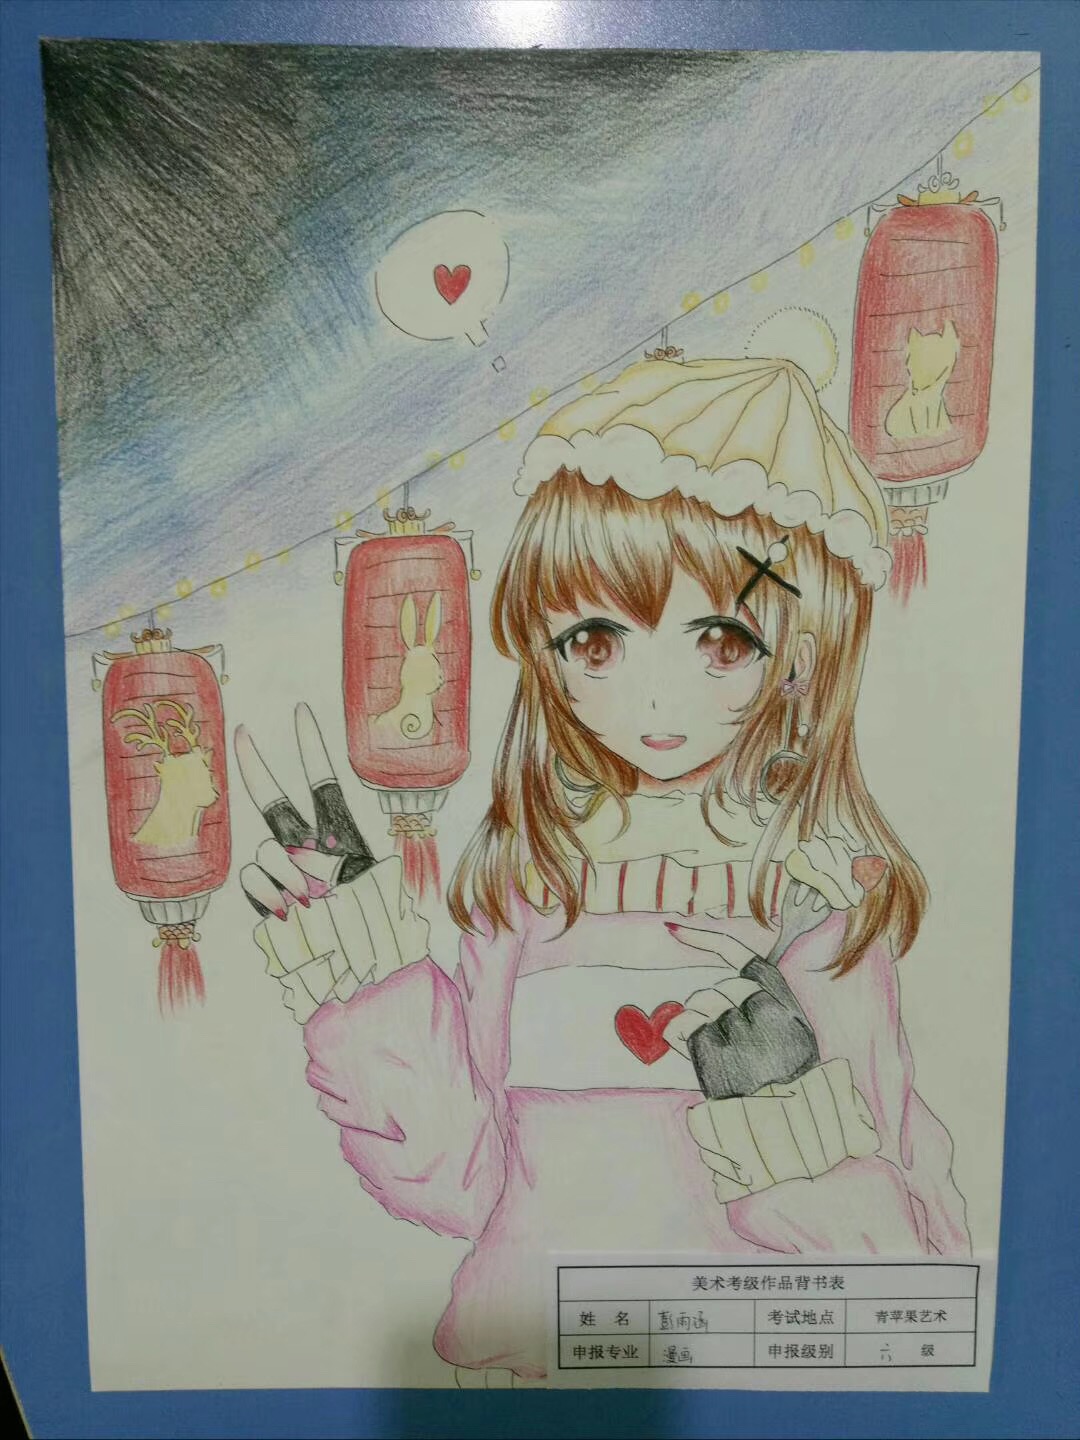 美术考级作品背书表
姓 名 彭雨涵 考试地点 青苹果艺术
申报专业 漫画 申报级别 六 级